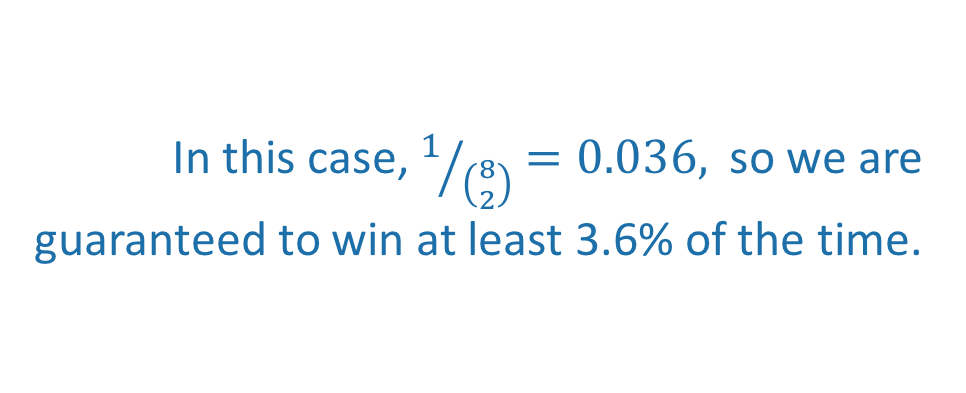 In this case, $^1/_{\binom{8}{2}} = 0.036$, so we are
guaranteed to win at least 3.6% of the time.